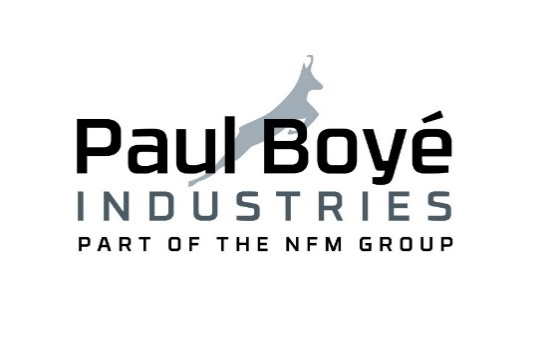 Paul Boyé
INDUSTRIES
PART OF THE NFM GROUP